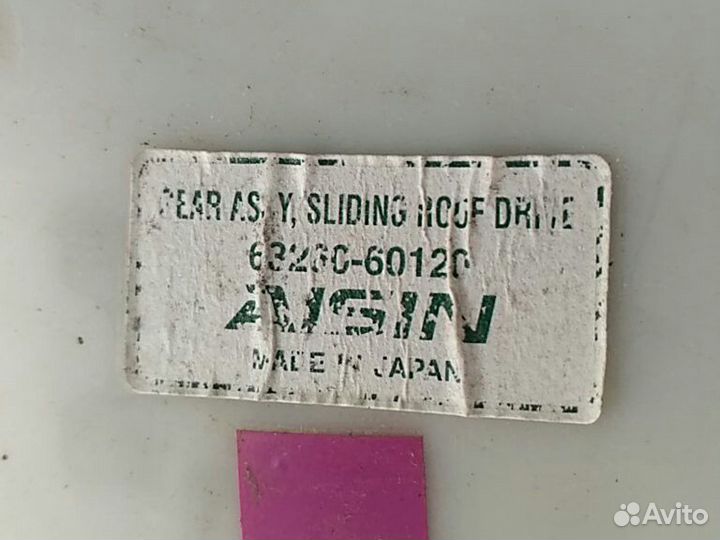 GEAR ASSY, SLIDING ROOF DRIVE
63260-60120
AISIN
MADE IN JAPAN
Avito